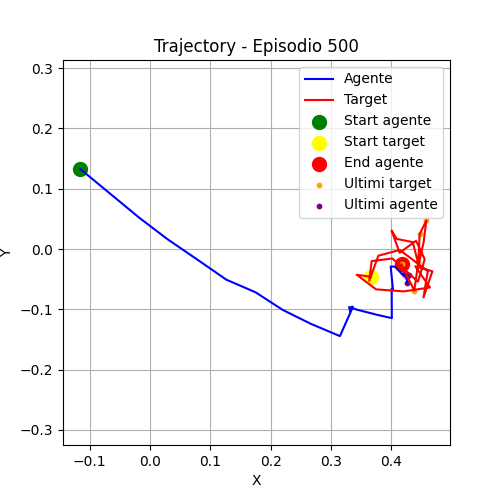 Trajectory - Episodio 500
Agente
Target
Start agente
Start target
End agente
Ultimi target
Ultimi agente
0.3
0.2
0.1
0.0
−0.1
−0.2
−0.3
Y
−0.1
0.0
0.1
0.2
0.3
0.4
X